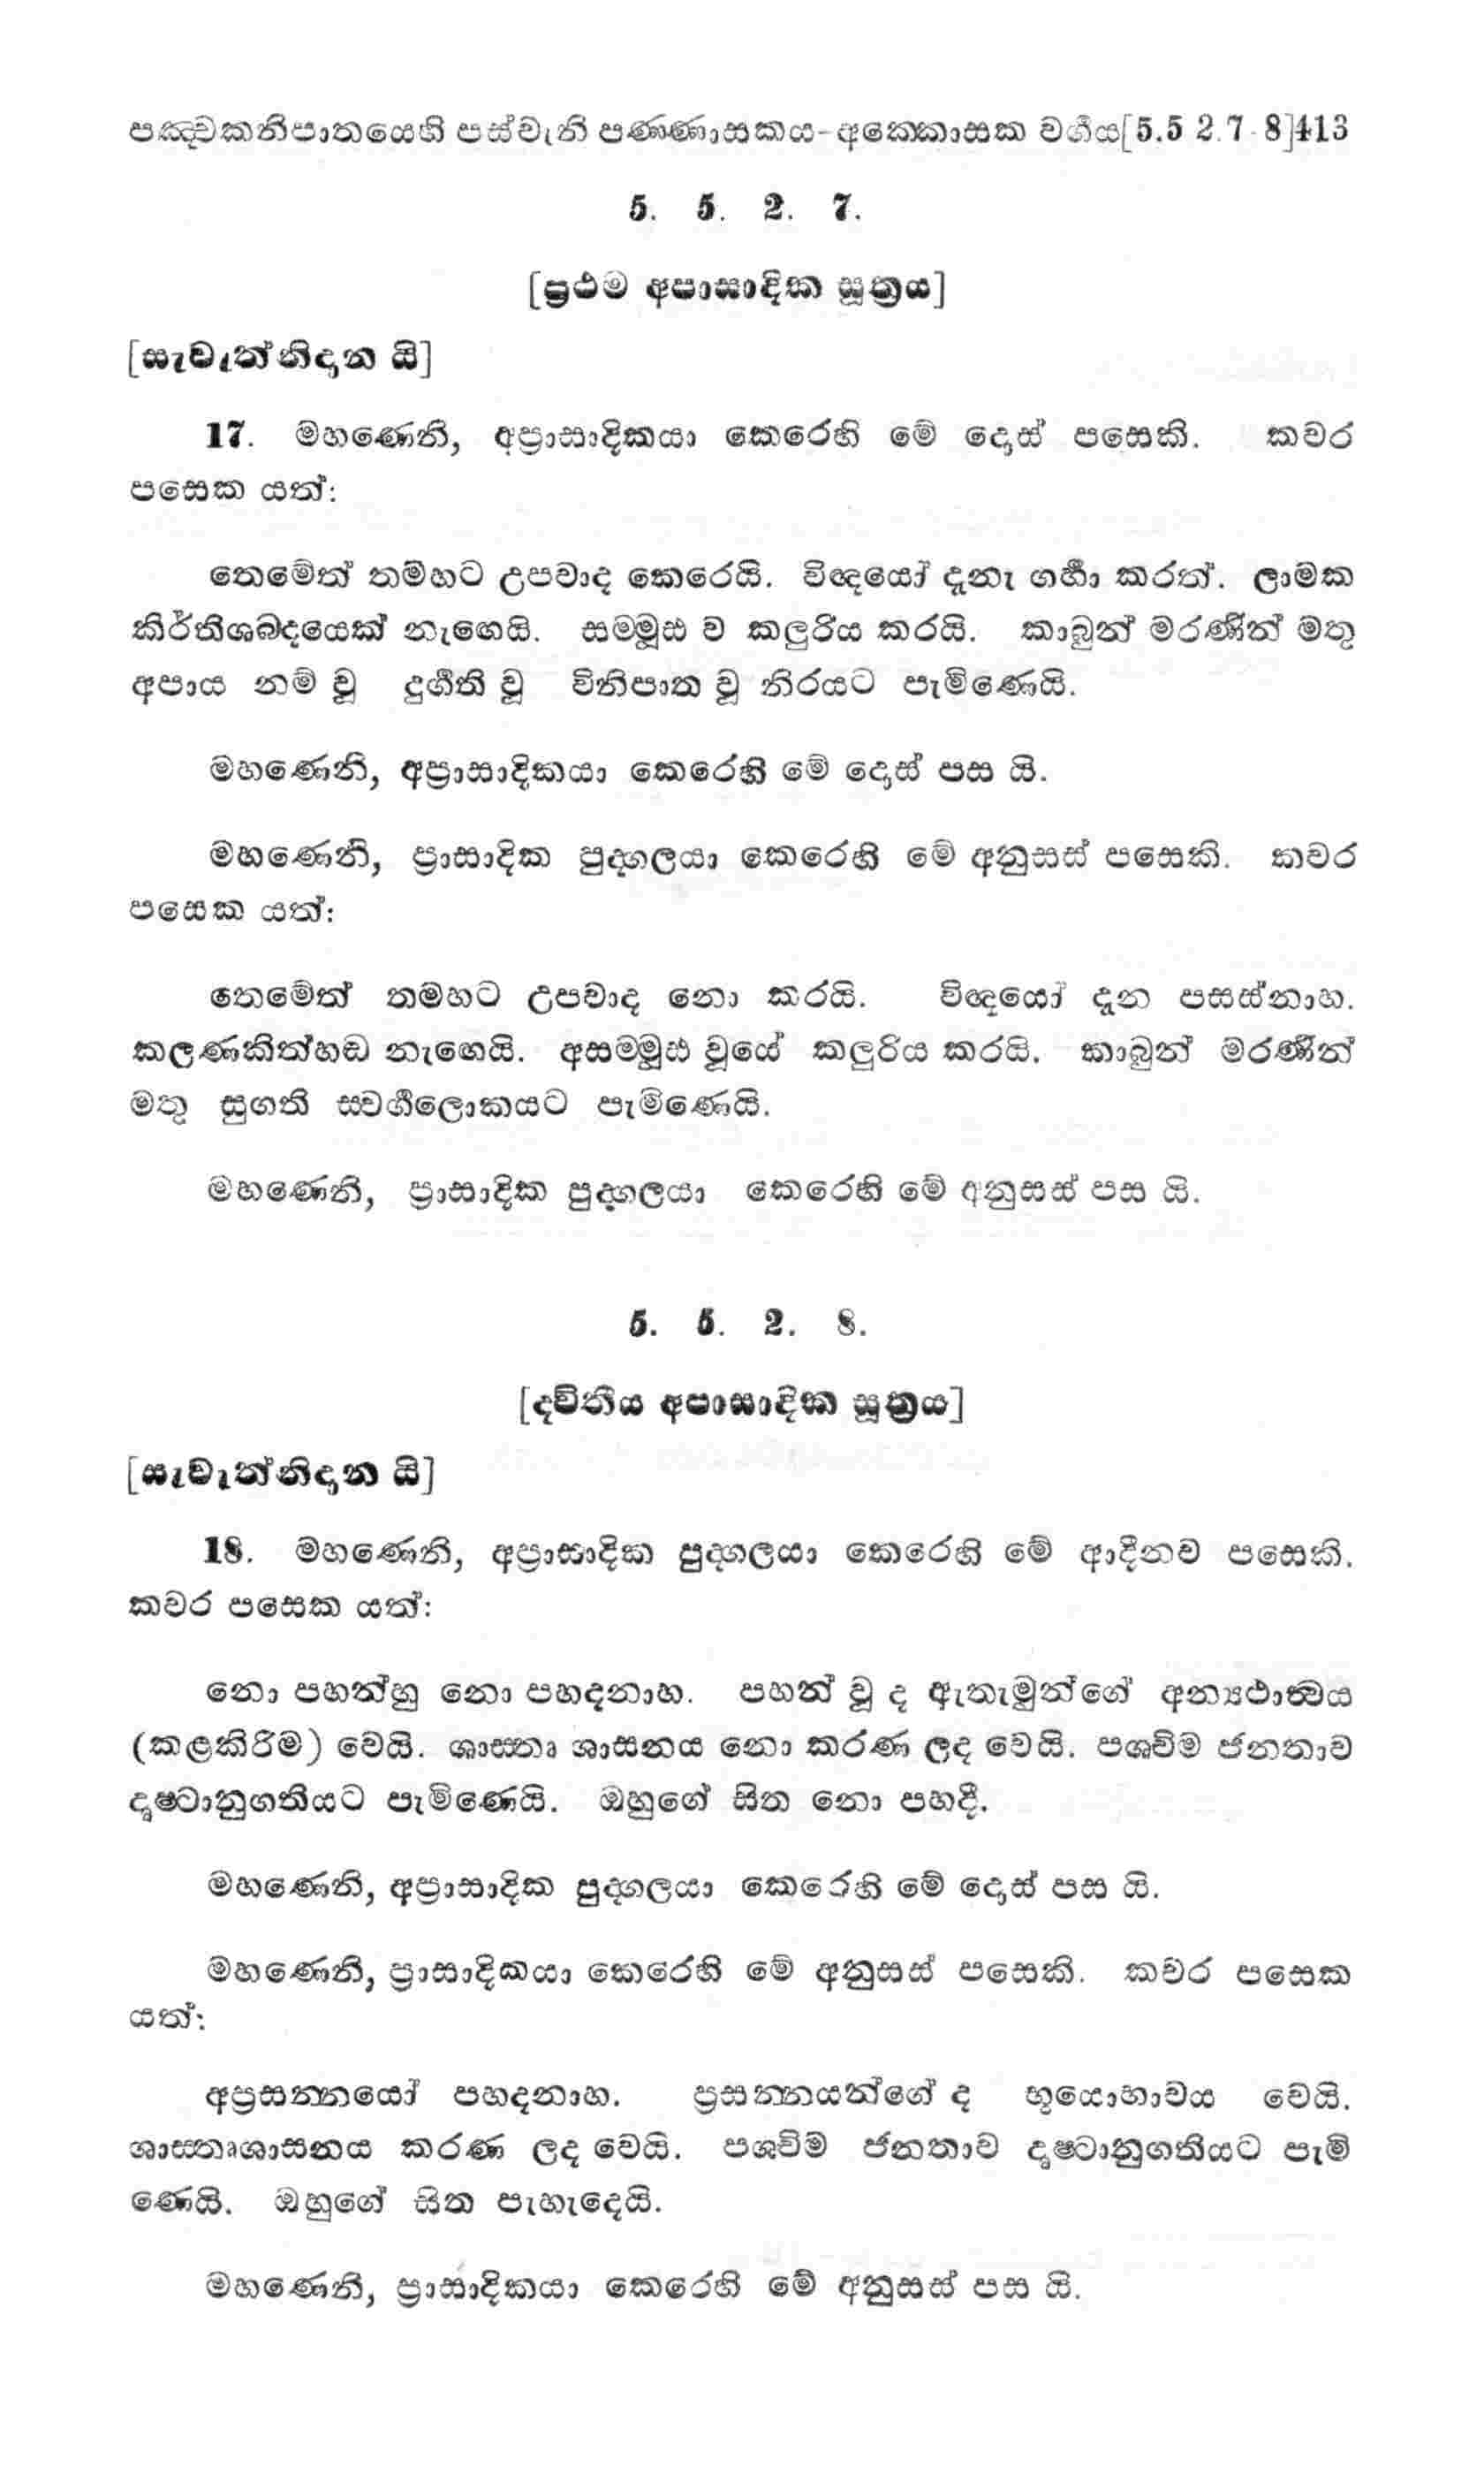 පඤ්චකනිපාතයෙහි පස්වැනි පණ්ණාසකය-අක්කොසක වර්ගය[5.5 2.7-8]413
5. 5. 2. 7.
[ප්‍රථම අපාසාදික සූත්‍රය]
[සැවැත්නිදාන යි]
17. මහණෙනි, අප්‍රාසාදිකයා කෙරෙහි මේ දොස් පසෙකි. කවර
පසෙක යත්:
තෙමේත් තමහට උපවාද කෙරෙයි. විඥයෝ දැනැ ගර්හා කරත්. ලාමක
කීර්තිශබ්දයෙක් නැඟෙයි. සම්මූඪ ව කලුරිය කරයි. කාබුන් මරණින් මතු
අපාය නම් වූ දුර්ගති වූ විනිපාත වූ නිරයට පැමිණෙයි.
මහණෙනි, අප්‍රාසාදිකයා කෙරෙහි මේ දොස් පස යි.
මහණෙනි, ප්‍රාසාදික පුද්ගලයා කෙරෙහි මේ අනුසස් පසෙකි. කවර
පසෙක යත්:
තෙමේත් තමහට උපවාද නො කරයි. විඥයෝ දැන පසස්නාහ.
කලණකිත්හඬ නැඟෙයි. අසම්මූඪ වූයේ කලුරිය කරයි. කාබුන් මරණින්
මතු සුගති ස්වර්ගලොකයට පැමිණෙයි.
මහණෙනි, ප්‍රාසාදික පුද්ගලයා කෙරෙහි මේ අනුසස් පස යි.
5. 5. 2. 8.
[ද්විතීය අපාසාදික සූත්‍රය]
[සැවැත්නිදාන යි]
18. මහණෙනි, අප්‍රාසාදික පුද්ගලයා කෙරෙහි මේ ආදීනව පසෙකි.
කවර පසෙක යත්:
නො පහන්හු නො පහදනාහ. පහන් වූ ද ඇතැමුන්ගේ අන්‍යථාත්වය
(කළකිරීම) වෙයි. ශාස්තෘ ශාසනය නො කරණ ලද වෙයි. පශ්චිම ජනතාව
දෘෂ්ටානුගතියට පැමිණෙයි. ඔහුගේ සිත නො පහදී.
මහණෙනි, අප්‍රාසාදික පුද්ගලයා කෙරෙහි මේ දොස් පස යි.
මහණෙනි, ප්‍රාසාදිකයා කෙරෙහි මේ අනුසස් පසෙකි. කවර පසෙක
යත්:
අප්‍රසන්නයෝ පහදනාහ. ප්‍රසන්නයන්ගේ ද භූයොභාවය වෙයි.
ශාස්තෘශාසනය කරණ ලද වෙයි. පශ්චිම ජනතාව දෘෂ්ටානුගතියට පැමි
ණෙයි. ඔහුගේ සිත පැහැදෙයි.
මහණෙනි, ප්‍රාසාදිකයා කෙරෙහි මේ අනුසස් පස යි.